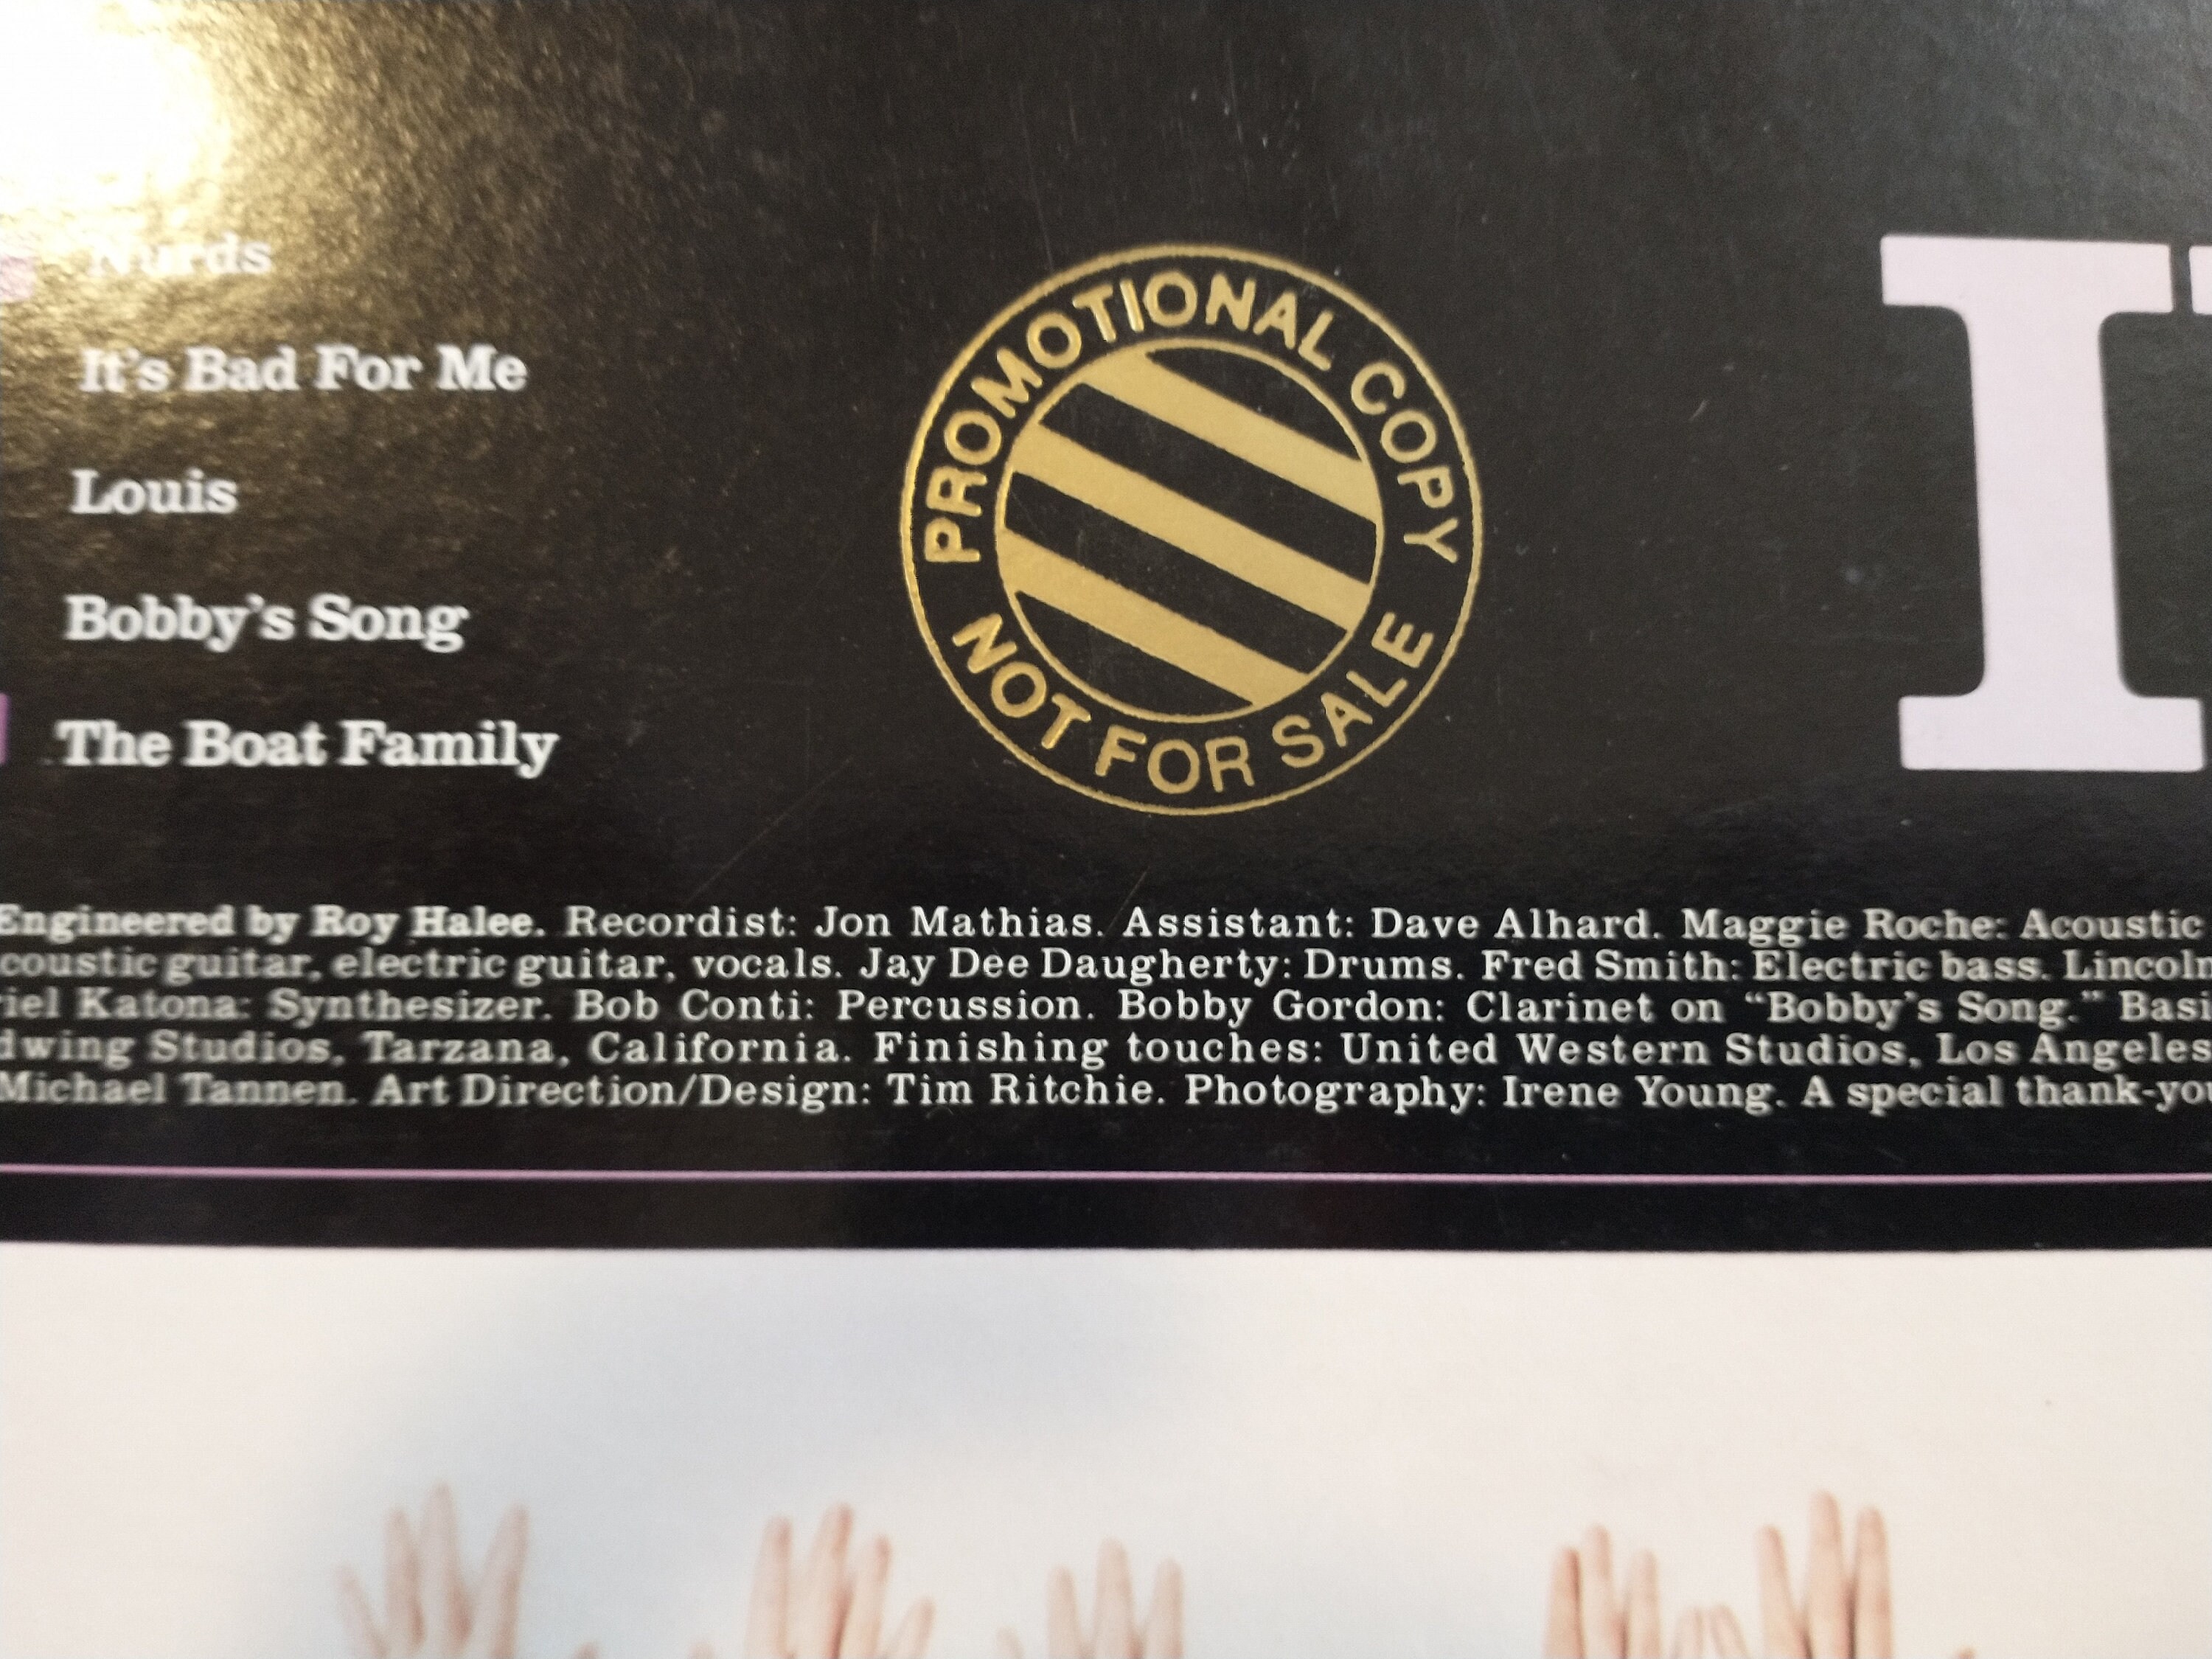 Nurds
It's Bad For Me
Louis
Bobby's Song
The Boat Family
PROMOTIONAL COPY
NOT FOR SALE
I
Engineered by Roy Halee. Recordist: Jon Mathias. Assistant: Dave Alhard. Maggie Roche: Acoustic
coustic guitar, electric guitar, vocals. Jay Dee Daugherty: Drums. Fred Smith: Electric bass. Lincoln
iel Katona: Synthesizer. Bob Conti: Percussion. Bobby Gordon: Clarinet on “Bobby's Song.” Basi
dwing Studios, Tarzana, California. Finishing touches: United Western Studios, Los Angeles
Michael Tannen. Art Direction/Design: Tim Ritchie. Photography: Irene Young. A special thank-you